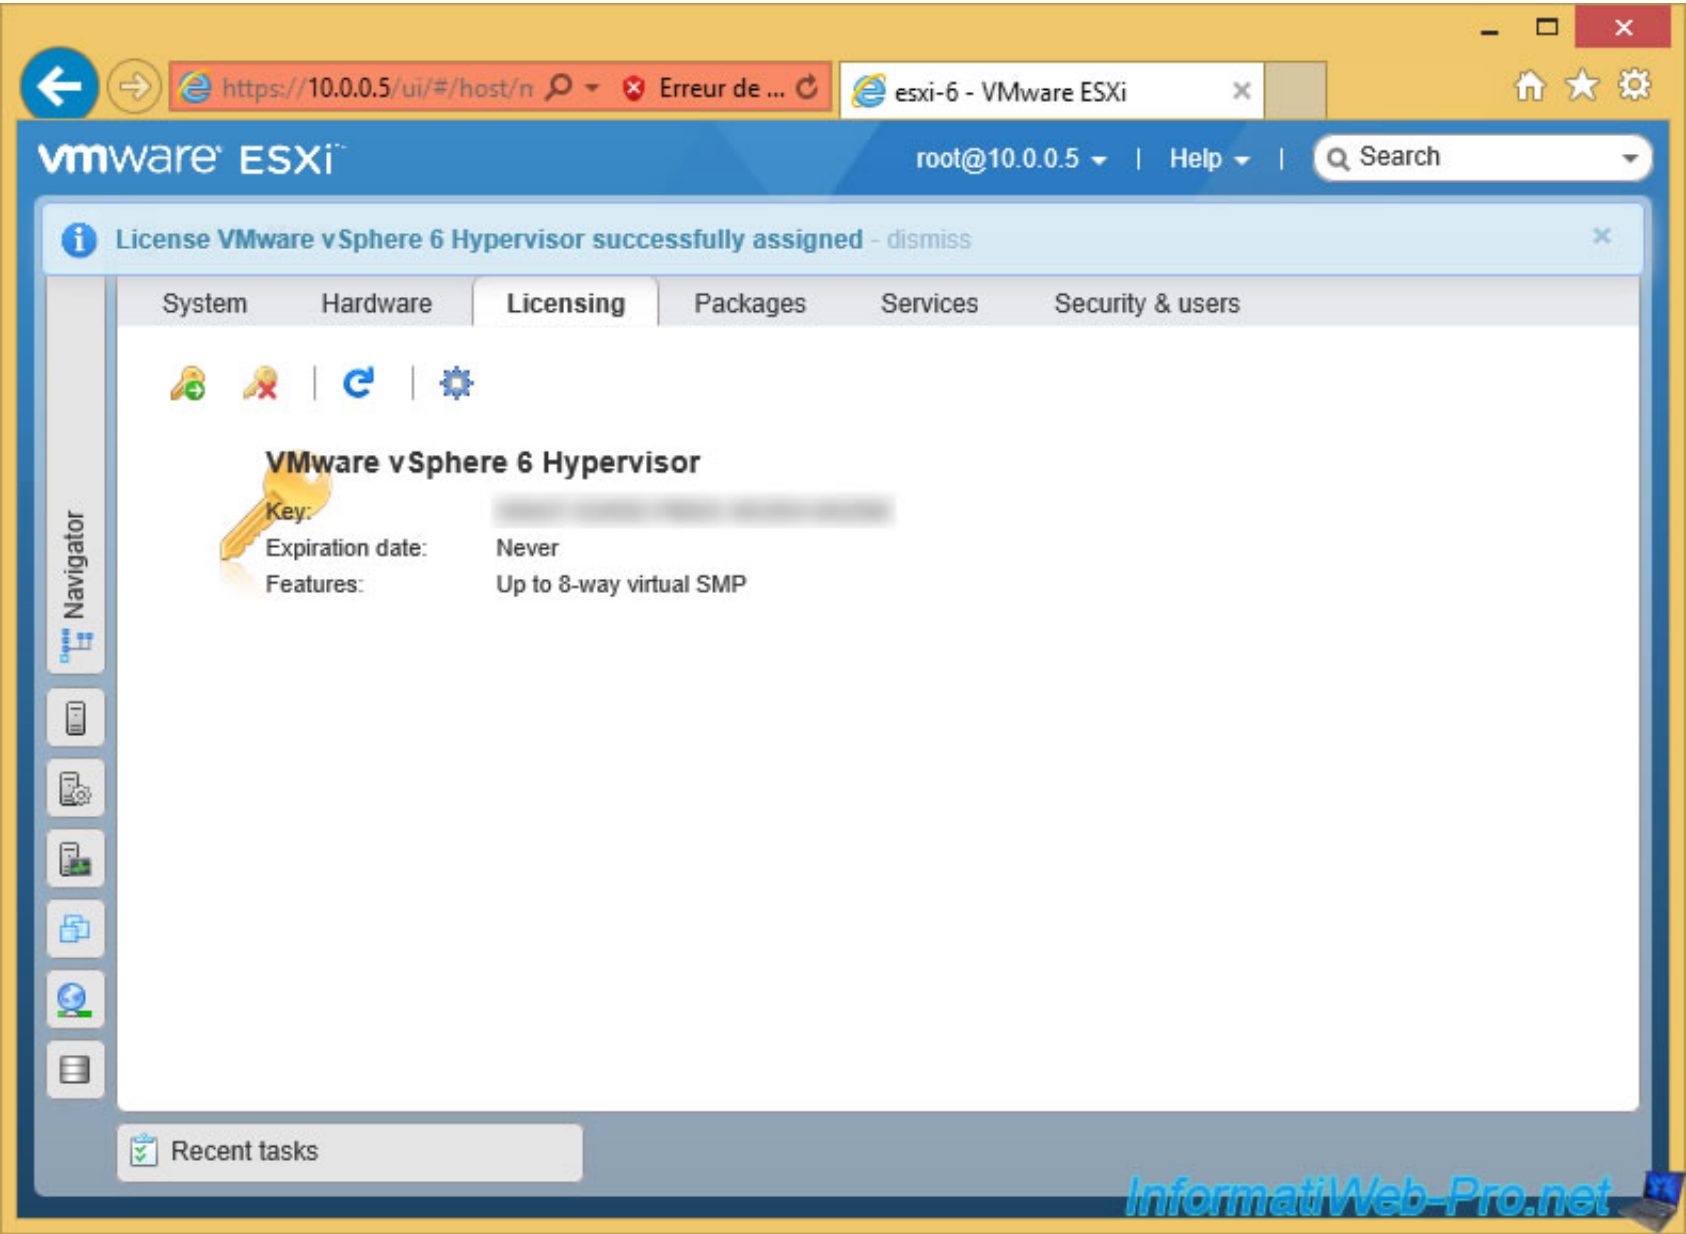 https://10.0.0.5/ui/#/host/n
Erreur de ...
esxi-6 - VMware ESXi
vmware® ESXi™
root@10.0.0.5
|
Help
|
Search
License VMware vSphere 6 Hypervisor successfully assigned - dismiss
System
Hardware
Licensing
Packages
Services
Security & users
VMware vSphere 6 Hypervisor
Key:
Expiration date: Never
Features: Up to 8-way virtual SMP
Navigator
Recent tasks
InformatiWeb-Pro.net